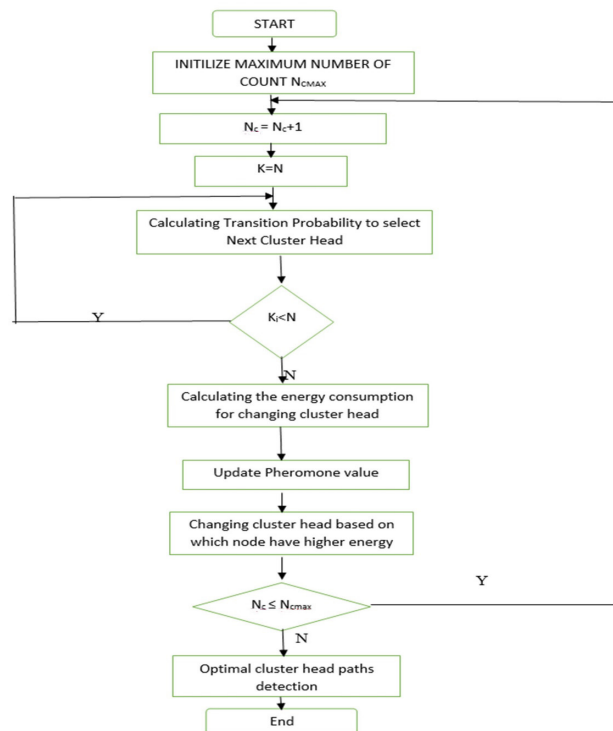 START
INITILIZE MAXIMUM NUMBER OF
COUNT NCMAX
Nc = Nc+1
K=N
Calculating Transition Probability to select
Next Cluster Head
Ki<N
Y
N
Calculating the energy consumption
for changing cluster head
Update Pheromone value
Changing cluster head based on
which node have higher energy
Nc ≤ Ncmax
Y
N
Optimal cluster head paths
detection
End